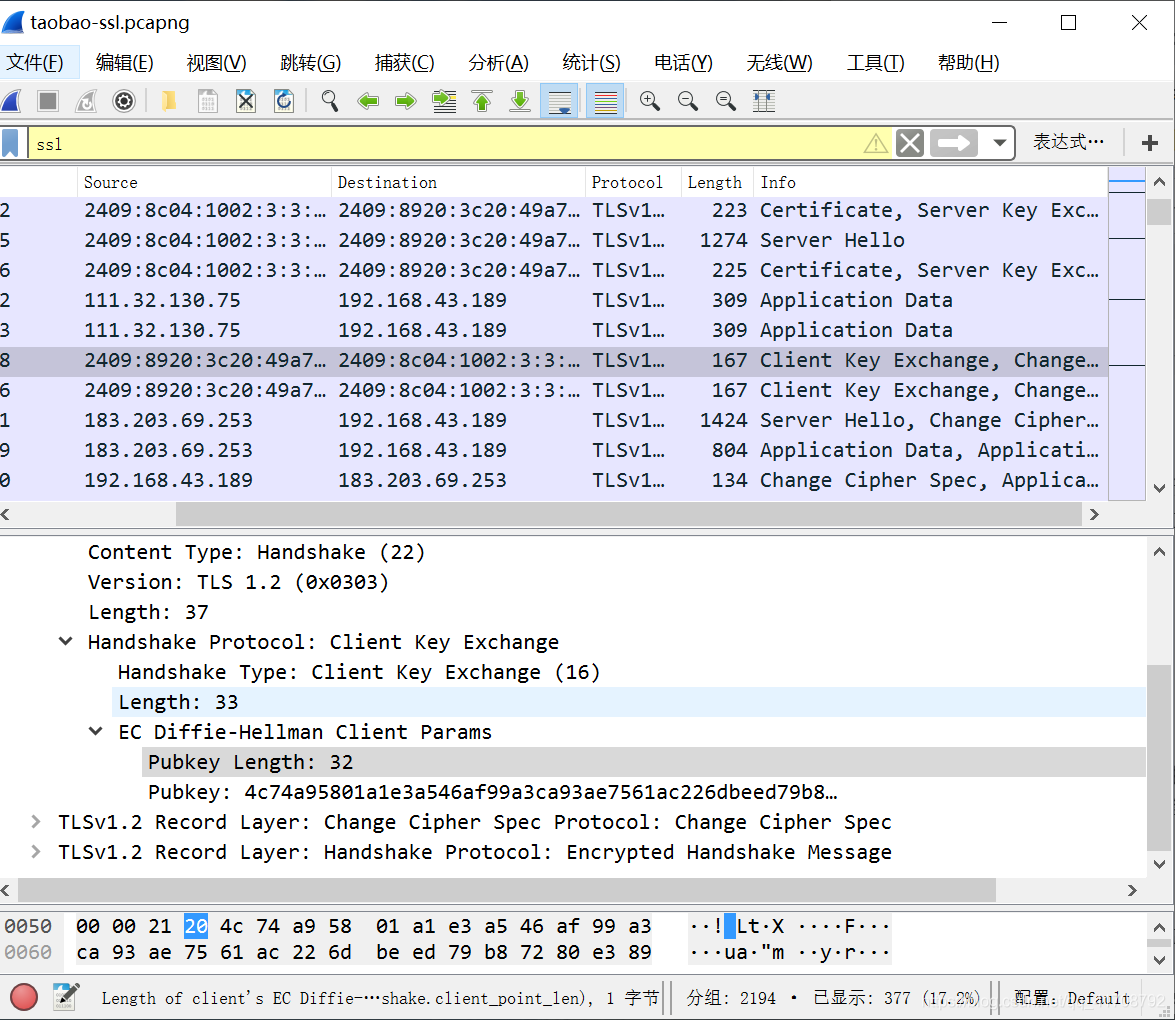 taobao-ssl.pcapng
文件(F) 编辑(E) 视图(V) 跳转(G) 捕获(C) 分析(A) 统计(S) 电话(Y) 无线(W) 工具(T) 帮助(H)
ssl 表达式…
Source Destination Protocol Length Info
2 2409:8c04:1002:3:3:… 2409:8920:3c20:49a7… TLSv1… 223 Certificate, Server Key Exc…
5 2409:8c04:1002:3:3:… 2409:8920:3c20:49a7… TLSv1… 1274 Server Hello
6 2409:8c04:1002:3:3:… 2409:8920:3c20:49a7… TLSv1… 225 Certificate, Server Key Exc…
2 111.32.130.75 192.168.43.189 TLSv1… 309 Application Data
3 111.32.130.75 192.168.43.189 TLSv1… 309 Application Data
8 2409:8920:3c20:49a7… 2409:8c04:1002:3:3:… TLSv1… 167 Client Key Exchange, Change…
6 2409:8920:3c20:49a7… 2409:8c04:1002:3:3:… TLSv1… 167 Client Key Exchange, Change…
1 183.203.69.253 192.168.43.189 TLSv1… 1424 Server Hello, Change Cipher…
9 183.203.69.253 192.168.43.189 TLSv1… 804 Application Data, Applicati…
0 192.168.43.189 183.203.69.253 TLSv1… 134 Change Cipher Spec, Applica…
Content Type: Handshake (22)
Version: TLS 1.2 (0x0303)
Length: 37
Handshake Protocol: Client Key Exchange
Handshake Type: Client Key Exchange (16)
Length: 33
EC Diffie-Hellman Client Params
Pubkey Length: 32
Pubkey: 4c74a95801a1e3a546af99a3ca93ae7561ac226dbeed79b8…
TLSv1.2 Record Layer: Change Cipher Spec Protocol: Change Cipher Spec
TLSv1.2 Record Layer: Handshake Protocol: Encrypted Handshake Message
0050 00 00 21 20 4c 74 a9 58 01 a1 e3 a5 46 af 99 a3 ··! Lt·X ····F···
0060 ca 93 ae 75 61 ac 22 6d be ed 79 b8 72 80 e3 89 ···ua·"m ··y·r···
Length of client's EC Diffie-…shake.client_point_len), 1 字节 分组: 2194 · 已显示: 377 (17.2%) 配置: Default